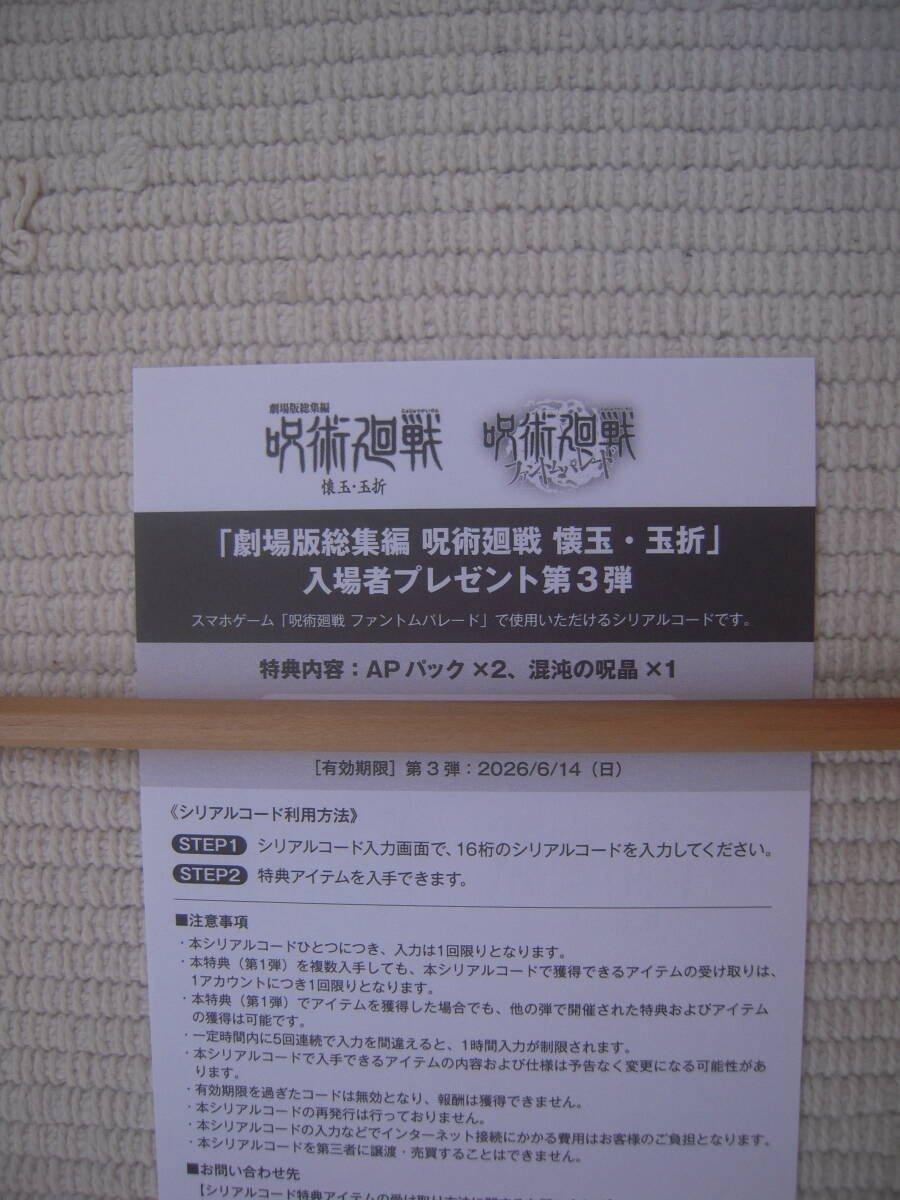 劇場版総集編
呪術廻戦
懐玉・玉折
呪術廻戦
ファントムパレード
「劇場版総集編 呪術廻戦 懐玉・玉折」
入場者プレゼント第3弾
スマホゲーム「呪術廻戦 ファントムパレード」で使用いただけるシリアルコードです。
特典内容：APパック×2、混沌の呪晶×1
［有効期限］第3弾：2026/6/14（日）
《シリアルコード利用方法》
STEP1 シリアルコード入力画面で、16桁のシリアルコードを入力してください。
STEP2 特典アイテムを入手できます。
■注意事項
・本シリアルコードひとつにつき、入力は1回限りとなります。
・本特典（第1弾）を複数入手しても、本シリアルコードで獲得できるアイテムの受け取りは、
1アカウントにつき1回限りとなります。
・本特典（第1弾）でアイテムを獲得した場合でも、他の弾で開催された特典およびアイテム
の獲得は可能です。
・一定時間内に5回連続で入力を間違えると、1時間入力が制限されます。
・本シリアルコードで入手できるアイテムの内容および仕様は予告なく変更になる可能性があ
ります。
・有効期限を過ぎたコードは無効となり、報酬は獲得できません。
・本シリアルコードの再発行は行っておりません。
・本シリアルコードの入力などでインターネット接続にかかる費用はお客様のご負担となります。
・本シリアルコードを第三者に譲渡・売買することはできません。
■お問い合わせ先
【シリアルコード特典アイテムの受け取り方法に関する